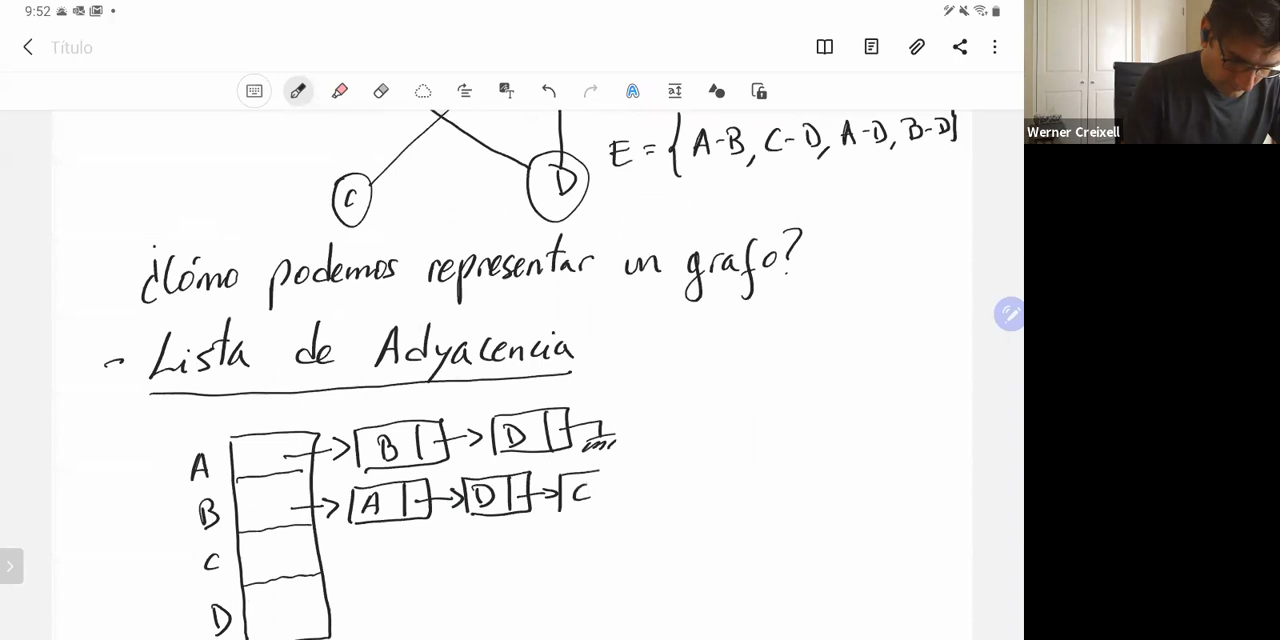 9:52
Título
Werner Creixell
E = { A-B, C-D, A-D, B-D}
C
D
¿Cómo podemos representar un grafo?
- Lista de Adyacencia
A B D
B A D C
C
D